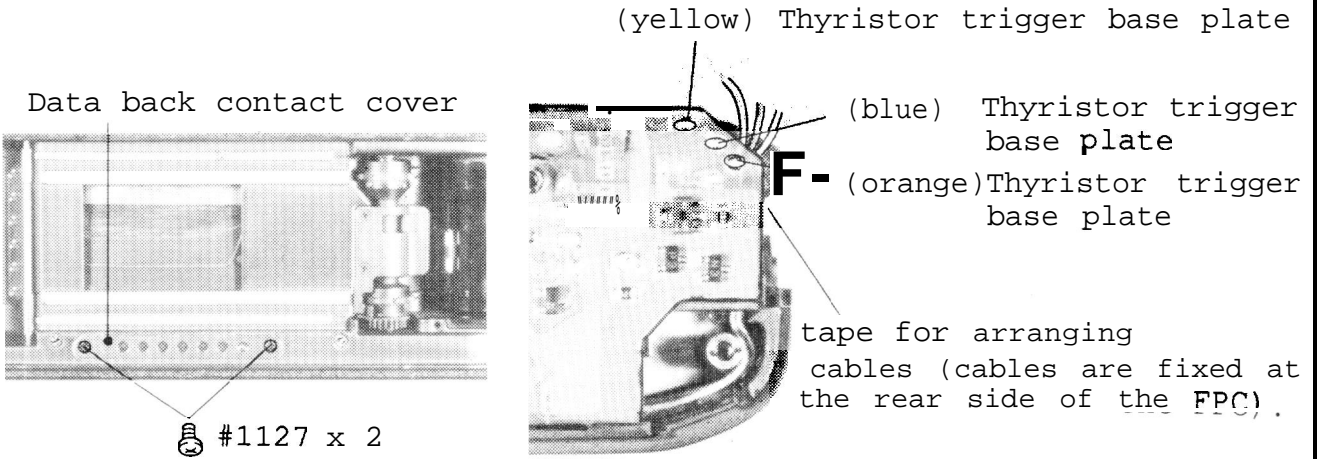 (yellow) Thyristor trigger base plate
Data back contact cover
(blue) Thyristor trigger
base plate
F-
(orange)Thyristor trigger
base plate
tape for arranging
cables (cables are fixed at
the rear side of the FPC).
#1127 x 2